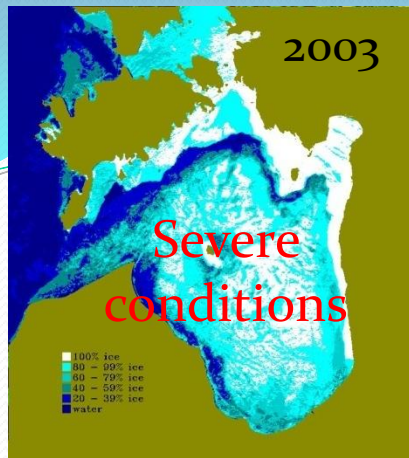 2003
Severe
conditions
100% ice
80 - 99% ice
60 - 79% ice
40 - 59% ice
20 - 39% ice
water